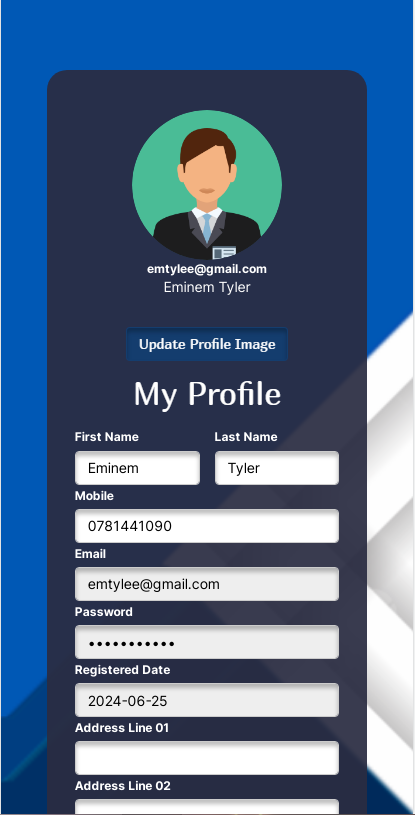 emtylee@gmail.com
Eminem Tyler
Update Profile Image
My Profile
First Name Last Name
Eminem Tyler
Mobile
0781441090
Email
emtylee@gmail.com
Password
•••••••••••
Registered Date
2024-06-25
Address Line 01
Address Line 02